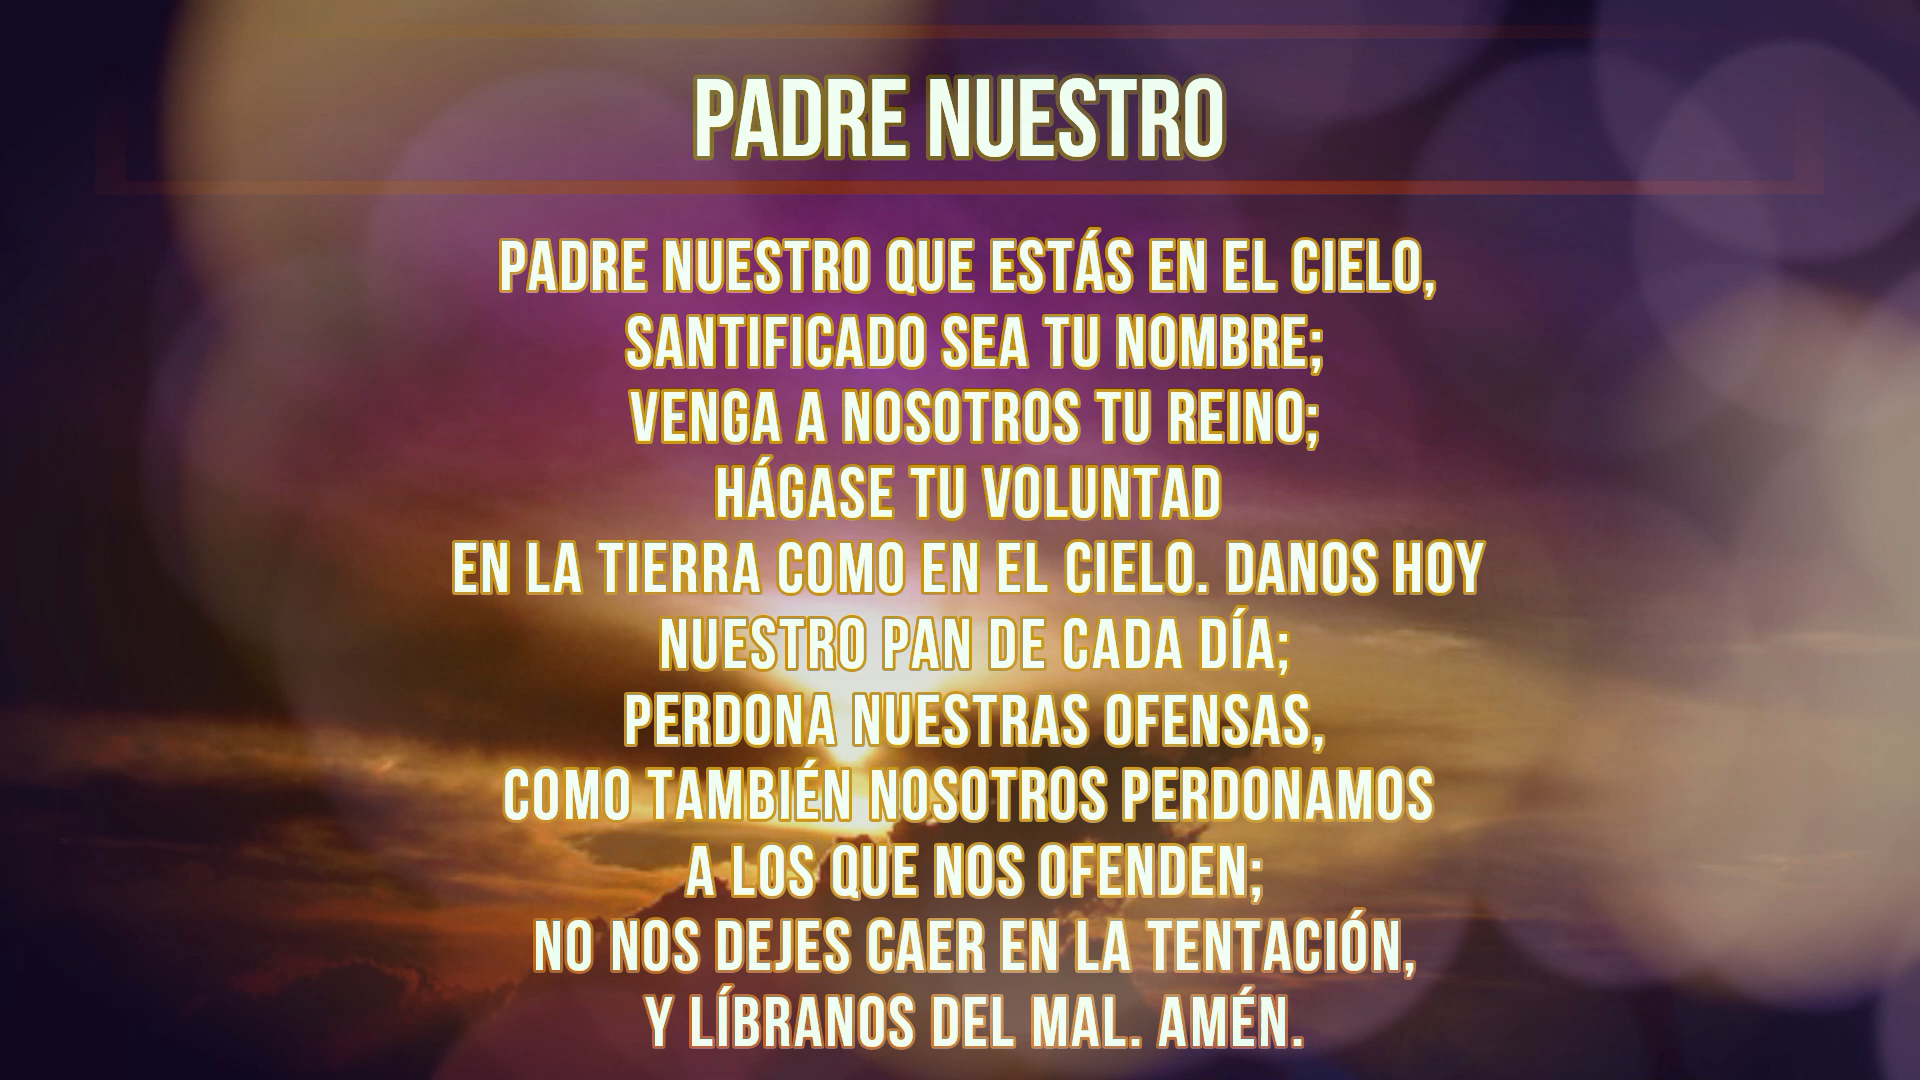 PADRE NUESTRO
PADRE NUESTRO QUE ESTÁS EN EL CIELO,
SANTIFICADO SEA TU NOMBRE;
VENGA A NOSOTROS TU REINO;
HÁGASE TU VOLUNTAD
EN LA TIERRA COMO EN EL CIELO. DANOS HOY
NUESTRO PAN DE CADA DÍA;
PERDONA NUESTRAS OFENSAS,
COMO TAMBIÉN NOSOTROS PERDONAMOS
A LOS QUE NOS OFENDEN;
NO NOS DEJES CAER EN LA TENTACIÓN,
Y LÍBRANOS DEL MAL. AMÉN.